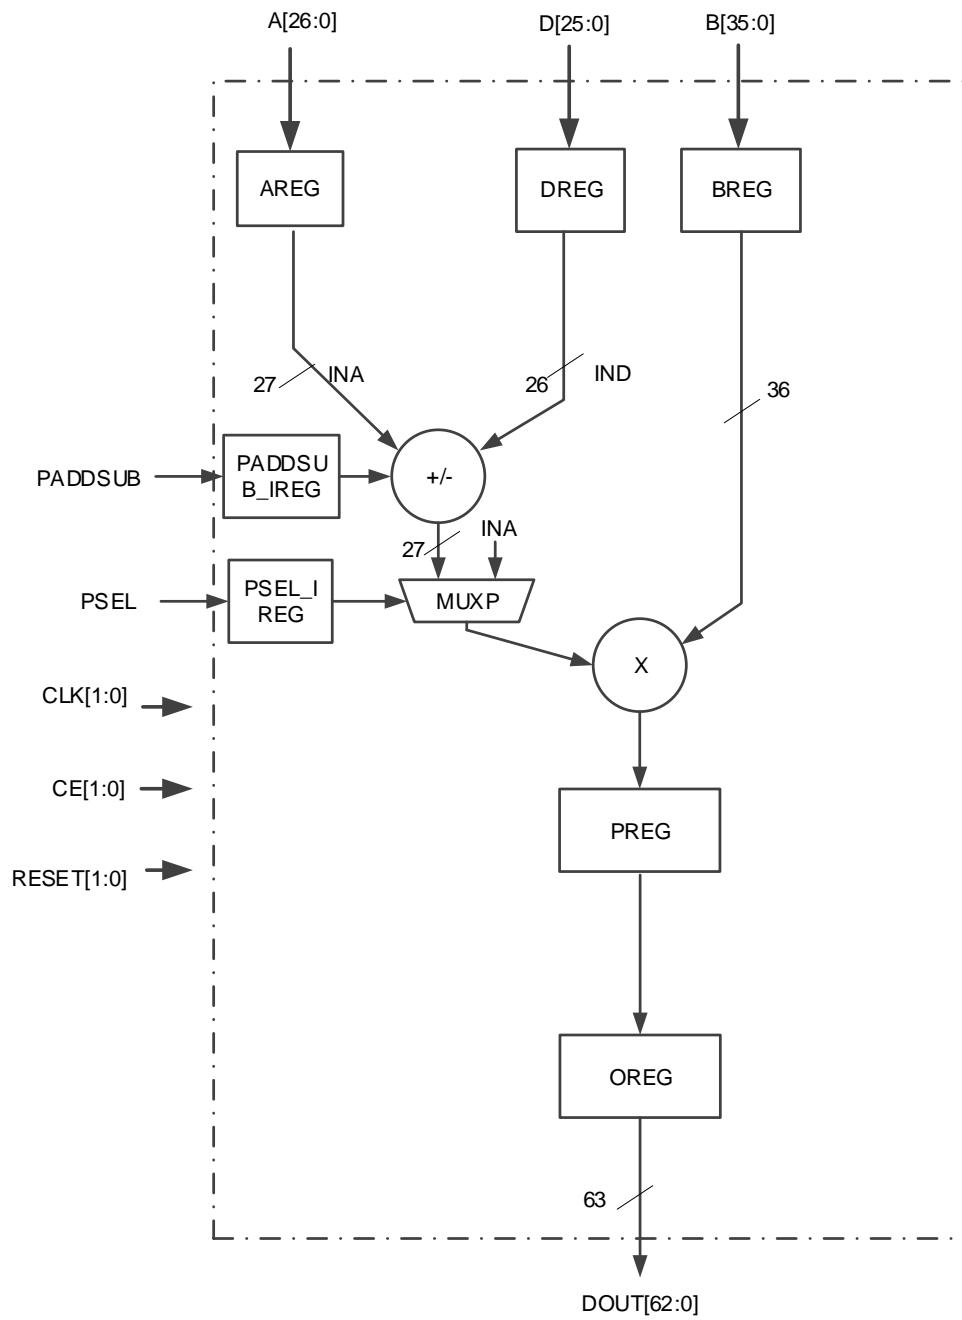 A[26:0]
D[25:0]
B[35:0]
AREG
DREG
BREG
27
INA
26
IND
36
PADDSUB
PADDSU
B_IREG
+/-
27
INA
PSEL
PSEL_I
REG
MUXP
X
CLK[1:0]
CE[1:0]
PREG
RESET[1:0]
OREG
63
DOUT[62:0]